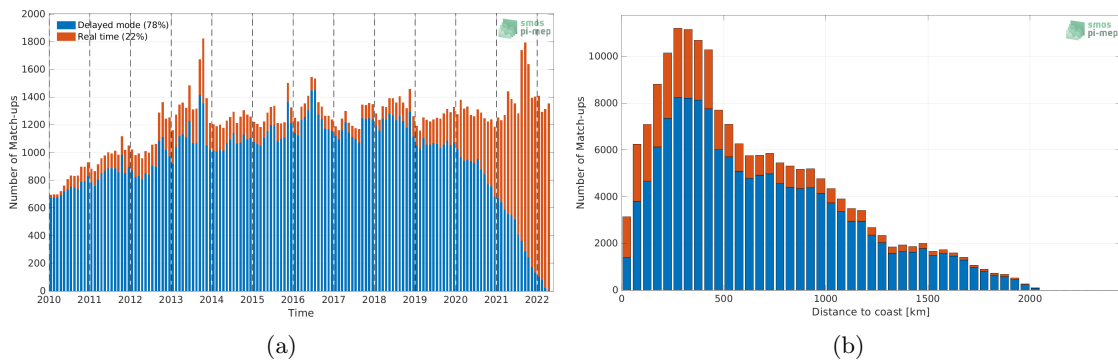 Delayed mode (78%)
Real time (22%)
smos
pi-mep
Number of Match-ups
2000
1800
1600
1400
1200
1000
800
600
400
200
0
2010 2011 2012 2013 2014 2015 2016 2017 2018 2019 2020 2021 2022
Time
(a)
smos
pi-mep
Number of Match-ups
10000
8000
6000
4000
2000
0
0 500 1000 1500 2000
Distance to coast [km]
(b)